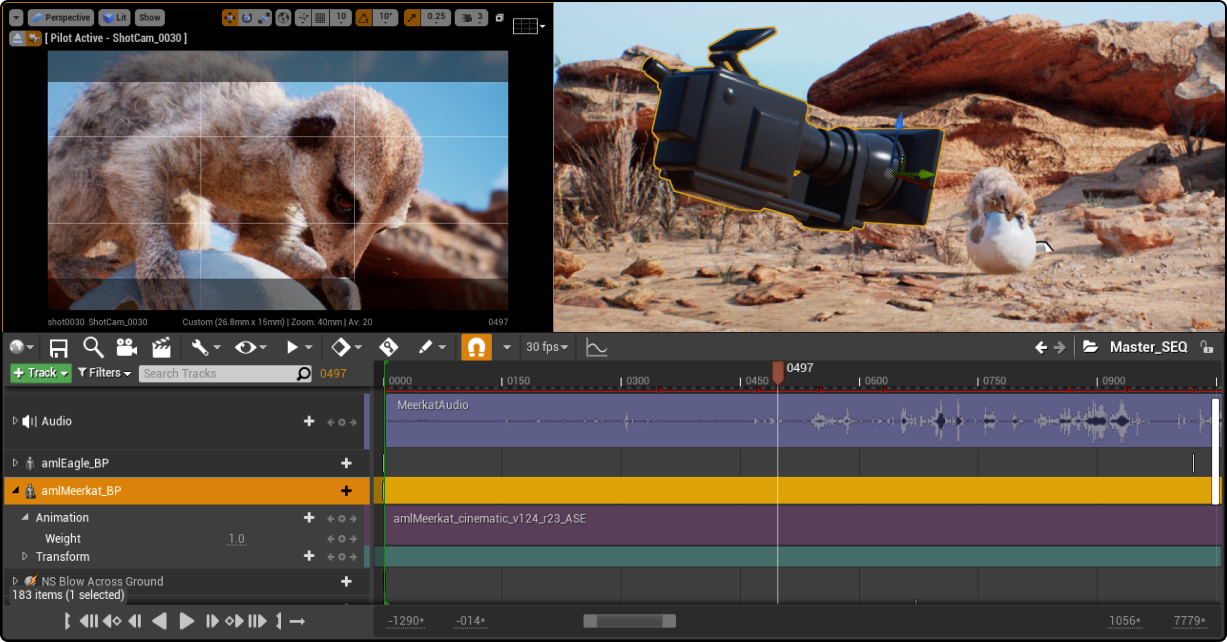 Perspective Lit Show 10 10° 0.25 3
[ Pilot Active - ShotCam_0030 ]
shot0030 ShotCam_0030 Custom (26.8mm x 15mm) | Zoom: 40mm | Av: 20 0497
30 fps Master_SEQ
+ Track Filters Search Tracks 0497
0497
0000 0150 0300 0450 0600 0750 0900
MeerkatAudio
Audio
amlEagle_BP
amlMeerkat_BP
Animation
amlMeerkat_cinematic_v124_r23_ASE
Weight 1.0
Transform
NS Blow Across Ground
183 items (1 selected)
-1290* -014* 1056* 7779*